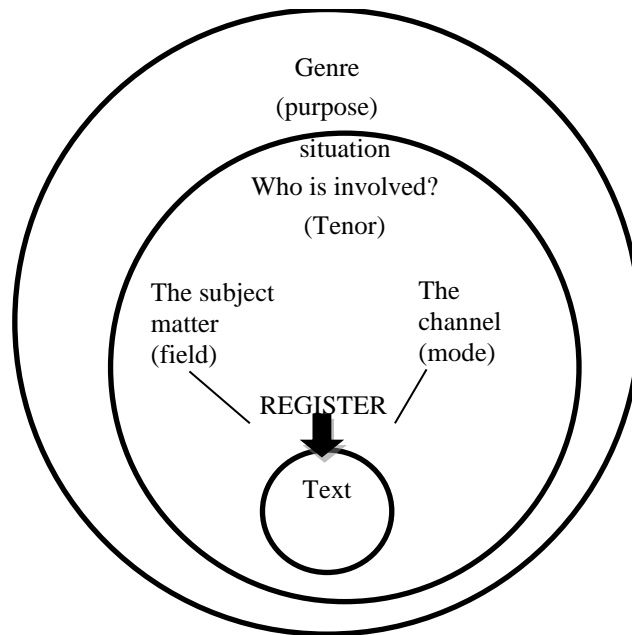 Genre
(purpose)
situation
Who is involved?
(Tenor)
The subject
matter
(field)
The
channel
(mode)
REGISTER
Text